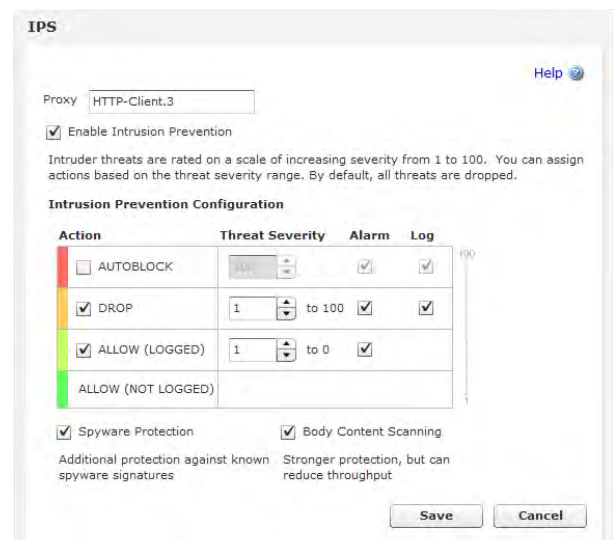 IPS
Help
Proxy HTTP-Client.3
Enable Intrusion Prevention
Intruder threats are rated on a scale of increasing severity from 1 to 100. You can assign
actions based on the threat severity range. By default, all threats are dropped.
Intrusion Prevention Configuration
Action Threat Severity Alarm Log
AUTOBLOCK 100
100
DROP 1 to 100
ALLOW (LOGGED) 1 to 0
ALLOW (NOT LOGGED)
1
Spyware Protection Body Content Scanning
Additional protection against known Stronger protection, but can
spyware signatures reduce throughput
Save Cancel